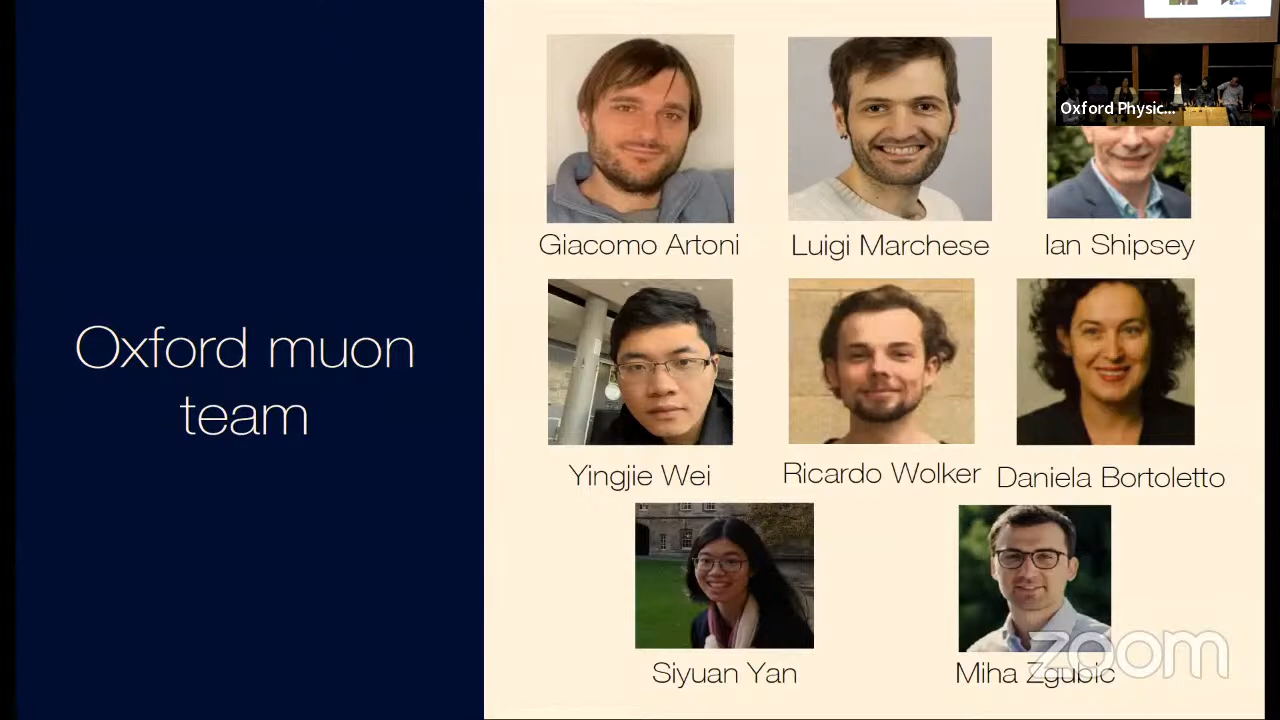 Oxford Physic...
Oxford muon
team
Giacomo Artoni
Luigi Marchese
Ian Shipsey
Yingjie Wei
Ricardo Wolker
Daniela Bortoletto
Siyuan Yan
Miha Zgubic
zoom